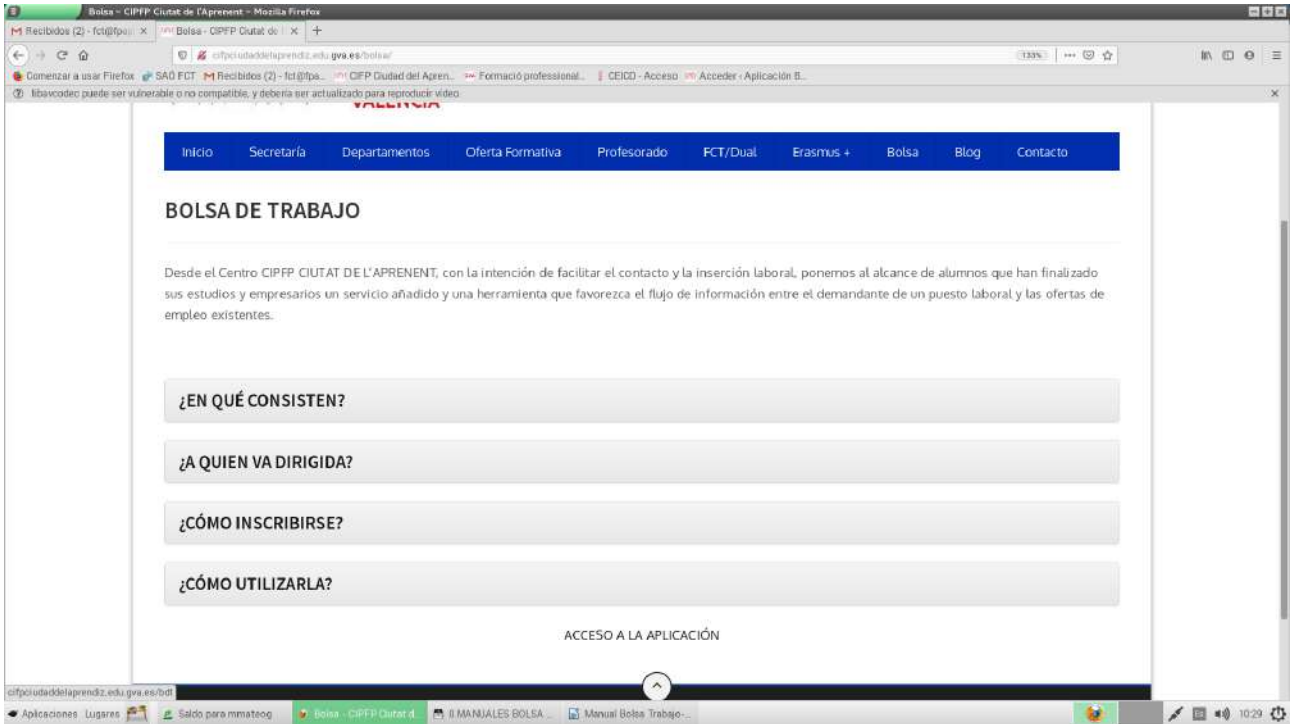 Bolsa – CIPFP Ciutat de l'Aprenent – Mozilla Firefox
Recibidos (2) - fct@fpa
Bolsa - CIPFP Ciutat de l
cifpciudaddelaprendiz.edu.gva.es/bolsa/
133%
Comenzar a usar Firefox
SAÓ FCT
Recibidos (2) - fct@fpa...
CIFP Ciudad del Apren...
Formació professional...
CEICD - Acceso
Acceder ‹ Aplicación B...
libavcodec puede ser vulnerable o no compatible, y debería ser actualizado para reproducir vídeo.
VALENCIA
Inicio
Secretaría
Departamentos
Oferta Formativa
Profesorado
FCT/Dual
Erasmus +
Bolsa
Blog
Contacto
BOLSA DE TRABAJO
Desde el Centro CIPFP CIUTAT DE L'APRENENT, con la intención de facilitar el contacto y la inserción laboral, ponemos al alcance de alumnos que han finalizado
sus estudios y empresarios un servicio añadido y una herramienta que favorezca el flujo de información entre el demandante de un puesto laboral y las ofertas de
empleo existentes.
¿EN QUÉ CONSISTEN?
¿A QUIEN VA DIRIGIDA?
¿CÓMO INSCRIBIRSE?
¿CÓMO UTILIZARLA?
ACCESO A LA APLICACIÓN
cifpciudaddelaprendiz.edu.gva.es/bdt
Aplicaciones
Lugares
Saldo para mmateog
Bolsa - CIPFP Ciutat d...
0 MANUALES BOLSA ...
Manual Bolsa Trabajo-...
10:29